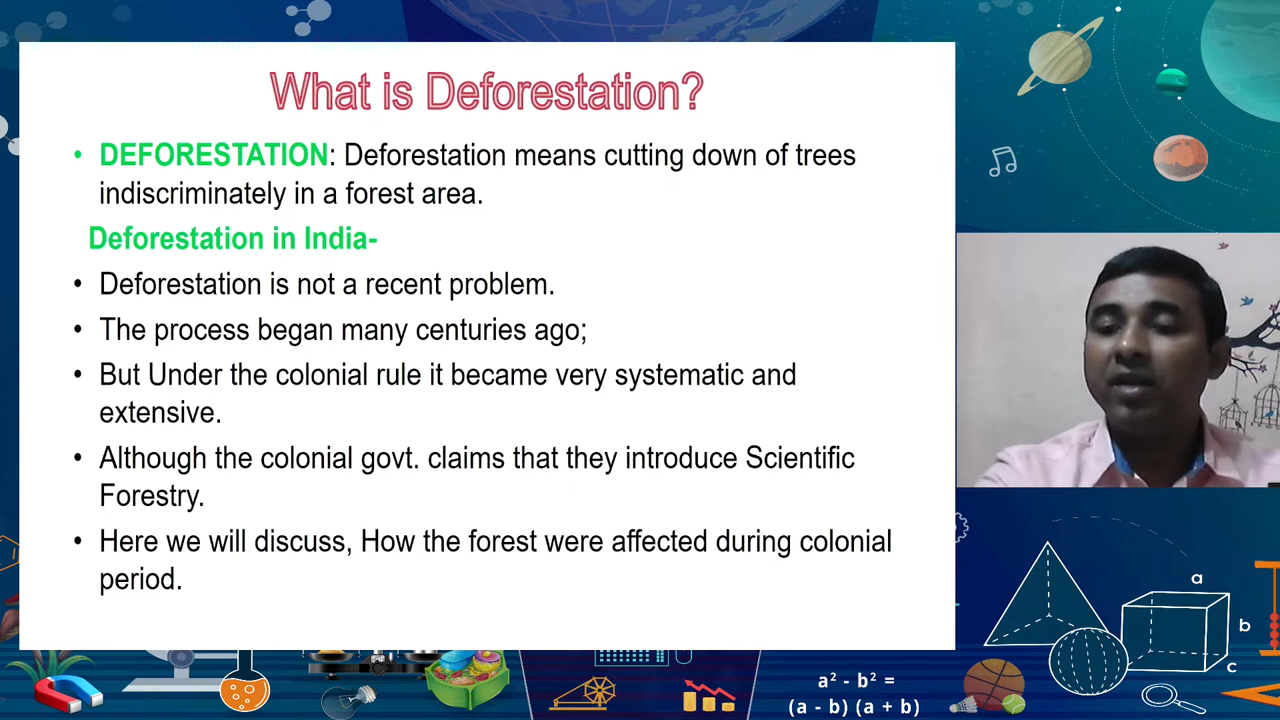 What is Deforestation?
• DEFORESTATION: Deforestation means cutting down of trees
indiscriminately in a forest area.
Deforestation in India-
• Deforestation is not a recent problem.
• The process began many centuries ago;
• But Under the colonial rule it became very systematic and
extensive.
• Although the colonial govt. claims that they introduce Scientific
Forestry.
• Here we will discuss, How the forest were affected during colonial
period.
a
b
c
a² - b² =
(a - b) (a + b)